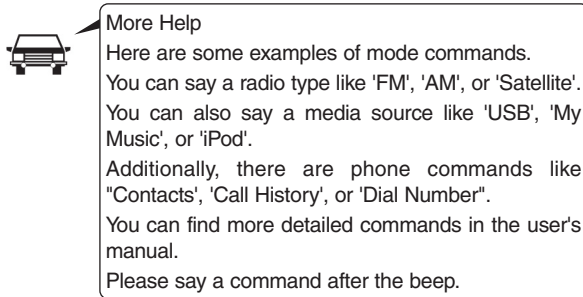 More Help
Here are some examples of mode commands.
You can say a radio type like 'FM', 'AM', or 'Satellite'.
You can also say a media source like 'USB', 'My
Music', or 'iPod'.
Additionally, there are phone commands like
"Contacts', 'Call History', or 'Dial Number".
You can find more detailed commands in the user's
manual.
Please say a command after the beep.